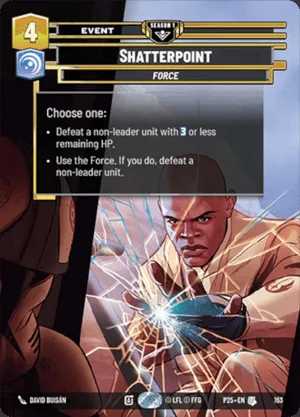 4
EVENT
SEASON 1
SHATTERPOINT
FORCE
Choose one:
• Defeat a non-leader unit with 3 or less
remaining HP.
• Use the Force. If you do, defeat a
non-leader unit.
DAVID BUISÁN
© LFL © FFG
P25•EN
163